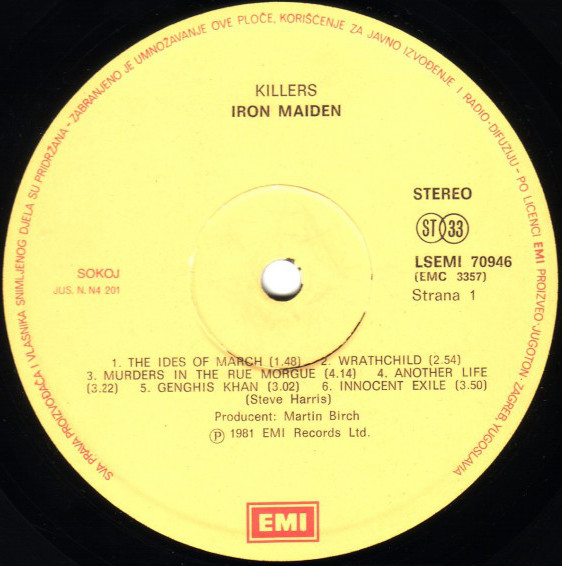 SVA PRAVA PROIZVOĐAČA I VLASNIKA SNIMLJENOG DJELA SU PRIDRŽANA - ZABRANJENO JE UMNOŽAVANJE OVE PLOČE, KORIŠĆENJE ZA JAVNO IZVOĐENJE I RADIO-DIFUZIJU - PO LICENCI EMI PROIZVEO "JUGOTON" ZAGREB, YUGOSLAVIA
KILLERS
IRON MAIDEN
STEREO
ST 33
LSEMI 70946
(EMC 3357)
Strana 1
SOKOJ
JUS. N. N4 201
1. THE IDES OF MARCH (1.48) 2. WRATHCHILD (2.54)
3. MURDERS IN THE RUE MORGUE (4.14) 4. ANOTHER LIFE
(3.22) 5. GENGHIS KHAN (3.02) 6. INNOCENT EXILE (3.50)
(Steve Harris)
Producent: Martin Birch
Ⓟ 1981 EMI Records Ltd.
EMI